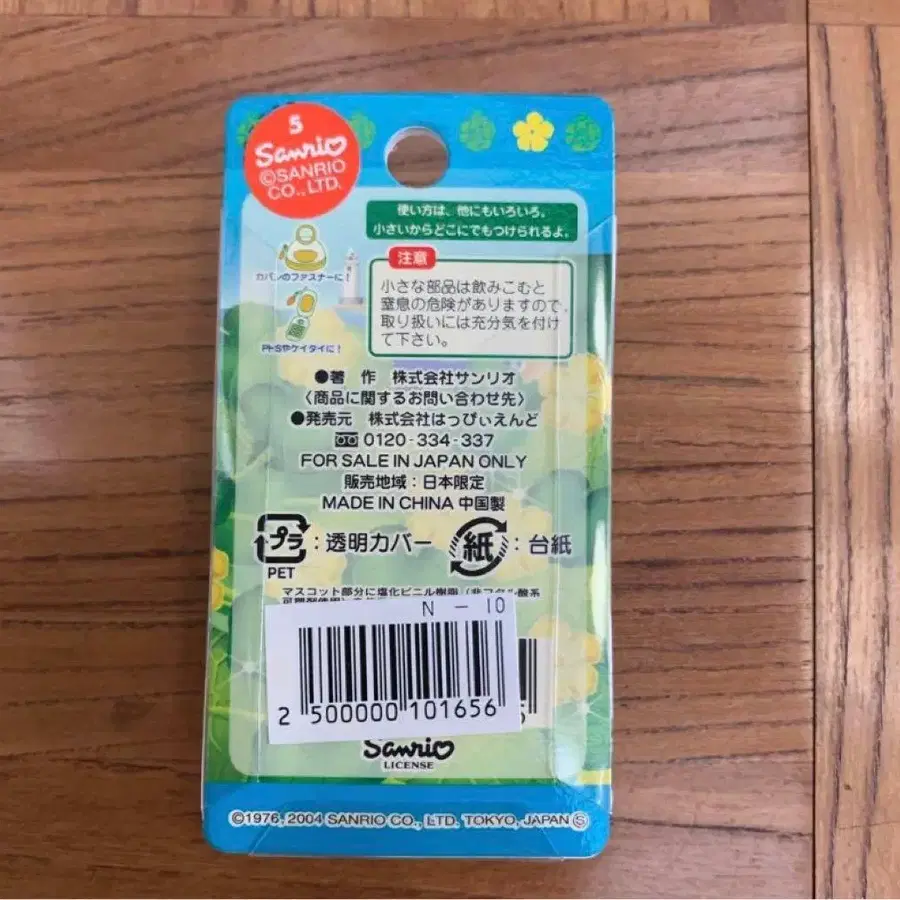 5
Sanrio
©SANRIO
CO., LTD.
使い方は、他にもいろいろ。
小さいからどこにでもつけられるよ。
カバンのファスナーに！
PHSやケイタイに！
注意
小さな部品は飲みこむと
窒息の危険がありますので、
取り扱いには充分気を付け
て下さい。
●著 作 株式会社サンリオ
〈商品に関するお問い合わせ先〉
●発売元 株式会社はっぴぃえんど
0120-334-337
FOR SALE IN JAPAN ONLY
販売地域：日本限定
MADE IN CHINA 中国製
プラ：透明カバー 紙：台紙
PET
マスコット部分に塩化ビニル樹脂（非フタル酸系
N - 10
2 500000 101656
Sanrio
LICENSE
©1976, 2004 SANRIO CO., LTD. TOKYO, JAPAN Ⓢ